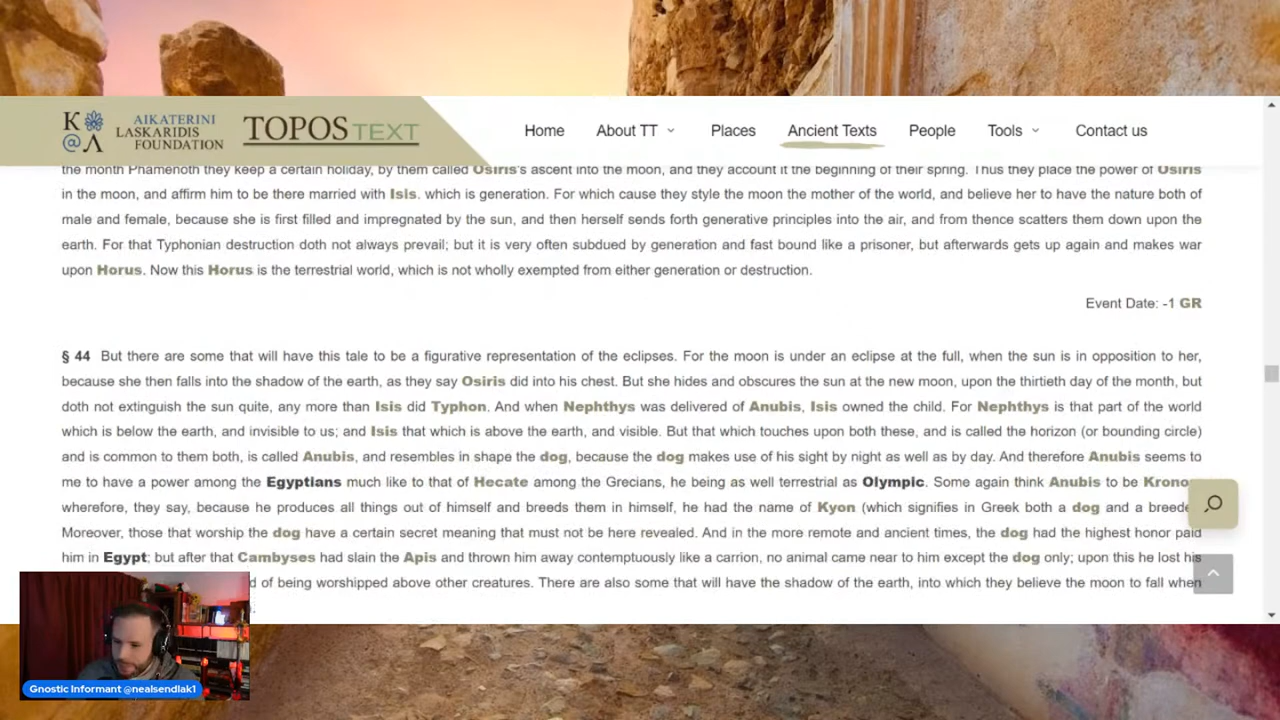 K
@ Λ
AIKATERINI
LASKARIDIS
FOUNDATION
TOPOS TEXT
Home About TT Places Ancient Texts People Tools Contact us
the month Phamenoth they keep a certain holiday, by them called Osiris's ascent into the moon, and they account it the beginning of their spring. Thus they place the power of Osiris
in the moon, and affirm him to be there married with Isis. which is generation. For which cause they style the moon the mother of the world, and believe her to have the nature both of
male and female, because she is first filled and impregnated by the sun, and then herself sends forth generative principles into the air, and from thence scatters them down upon the
earth. For that Typhonian destruction doth not always prevail; but it is very often subdued by generation and fast bound like a prisoner, but afterwards gets up again and makes war
upon Horus. Now this Horus is the terrestrial world, which is not wholly exempted from either generation or destruction.
Event Date: -1 GR
§ 44 But there are some that will have this tale to be a figurative representation of the eclipses. For the moon is under an eclipse at the full, when the sun is in opposition to her,
because she then falls into the shadow of the earth, as they say Osiris did into his chest. But she hides and obscures the sun at the new moon, upon the thirtieth day of the month, but
doth not extinguish the sun quite, any more than Isis did Typhon. And when Nephthys was delivered of Anubis, Isis owned the child. For Nephthys is that part of the world
which is below the earth, and invisible to us; and Isis that which is above the earth, and visible. But that which touches upon both these, and is called the horizon (or bounding circle)
and is common to them both, is called Anubis, and resembles in shape the dog, because the dog makes use of his sight by night as well as by day. And therefore Anubis seems to
me to have a power among the Egyptians much like to that of Hecate among the Grecians, he being as well terrestrial as Olympic. Some again think Anubis to be Krono
wherefore, they say, because he produces all things out of himself and breeds them in himself, he had the name of Kyon (which signifies in Greek both a dog and a breede
Moreover, those that worship the dog have a certain secret meaning that must not be here revealed. And in the more remote and ancient times, the dog had the highest honor paid
him in Egypt; but after that Cambyses had slain the Apis and thrown him away contemptuously like a carrion, no animal came near to him except the dog only; upon this he lost his
of being worshipped above other creatures. There are also some that will have the shadow of the earth, into which they believe the moon to fall when
Gnostic Informant @nealsendlak1